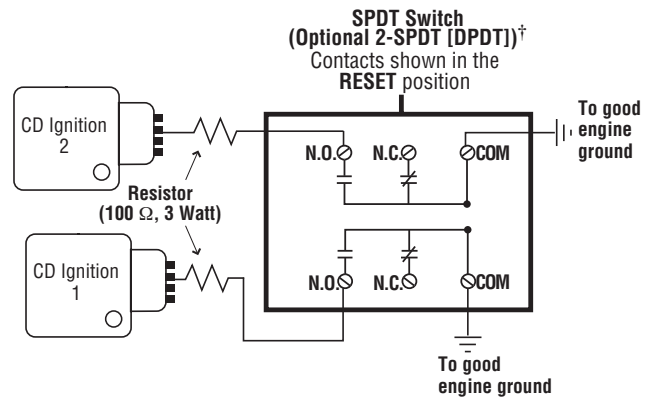 SPDT Switch
(Optional 2-SPDT [DPDT])†
Contacts shown in the
RESET position
CD Ignition
2
To good
engine
ground
N.O.
N.C.
COM
Resistor
(100 Ω, 3 Watt)
CD Ignition
1
N.O.
N.C.
COM
To good
engine ground